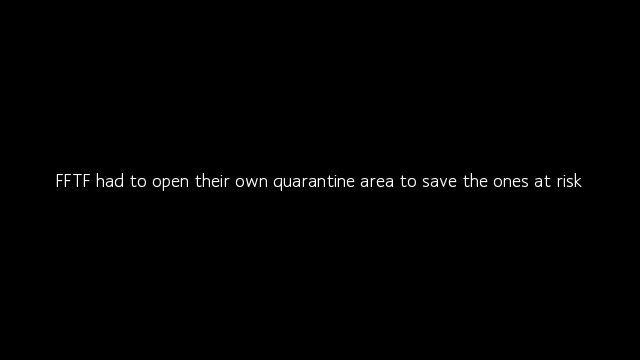 FFTF had to open their own quarantine area to save the ones at risk